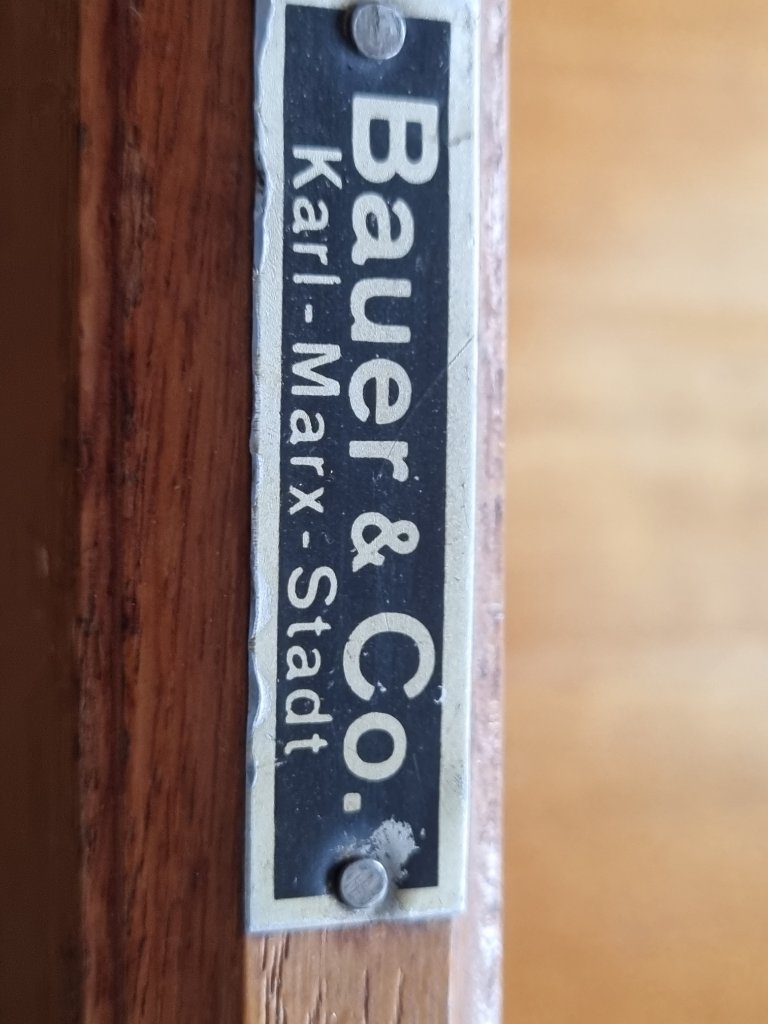 Bauer & Co.
Karl-Marx-Stadt